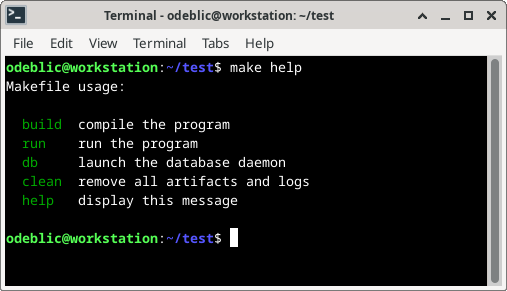 Terminal - odeblic@workstation: ~/test
File Edit View Terminal Tabs Help
odeblic@workstation:~/test$ make help
Makefile usage:
build compile the program
run run the program
db launch the database daemon
clean remove all artifacts and logs
help display this message
odeblic@workstation:~/test$